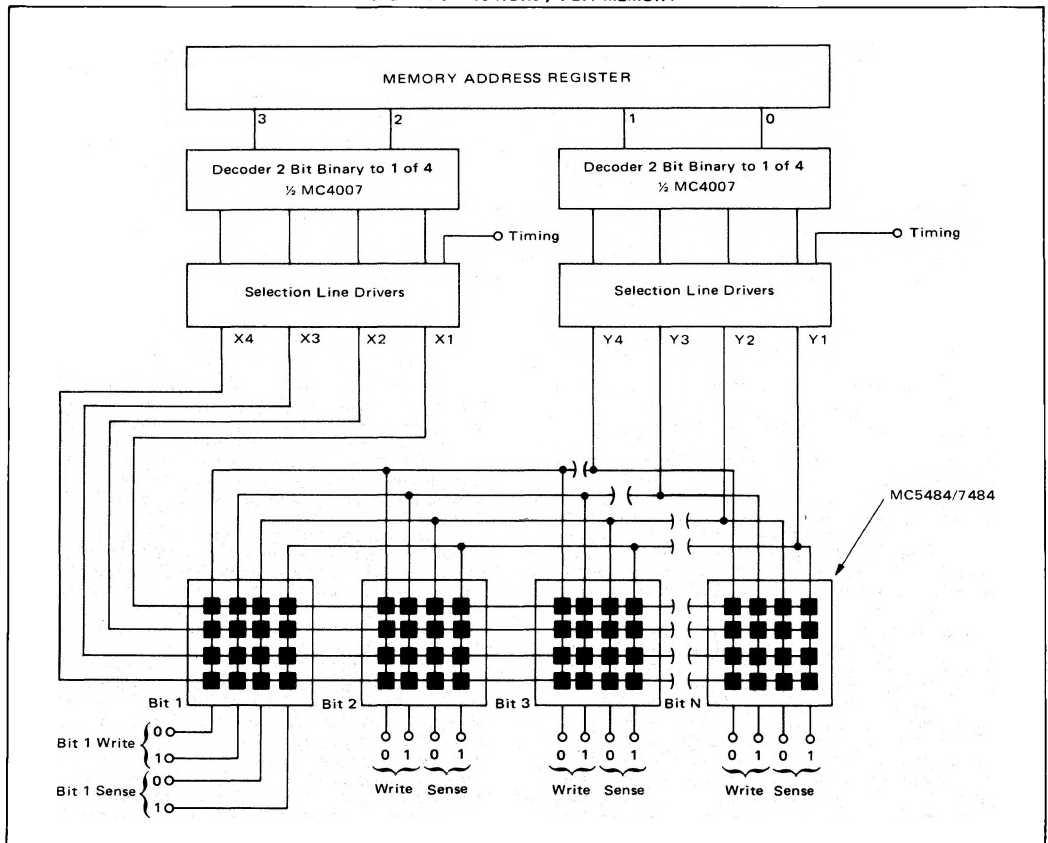 MEMORY ADDRESS REGISTER
3 2 1 0
Decoder 2 Bit Binary to 1 of 4
½ MC4007
Decoder 2 Bit Binary to 1 of 4
½ MC4007
Timing
Timing
Selection Line Drivers
Selection Line Drivers
X4 X3 X2 X1
Y4 Y3 Y2 Y1
MC5484/7484
Bit 1 Bit 2 Bit 3 Bit N
Bit 1 Write
0
1
Bit 1 Sense
0
1
0 1 0 1
Write Sense
0 1 0 1
Write Sense
0 1 0 1
Write Sense